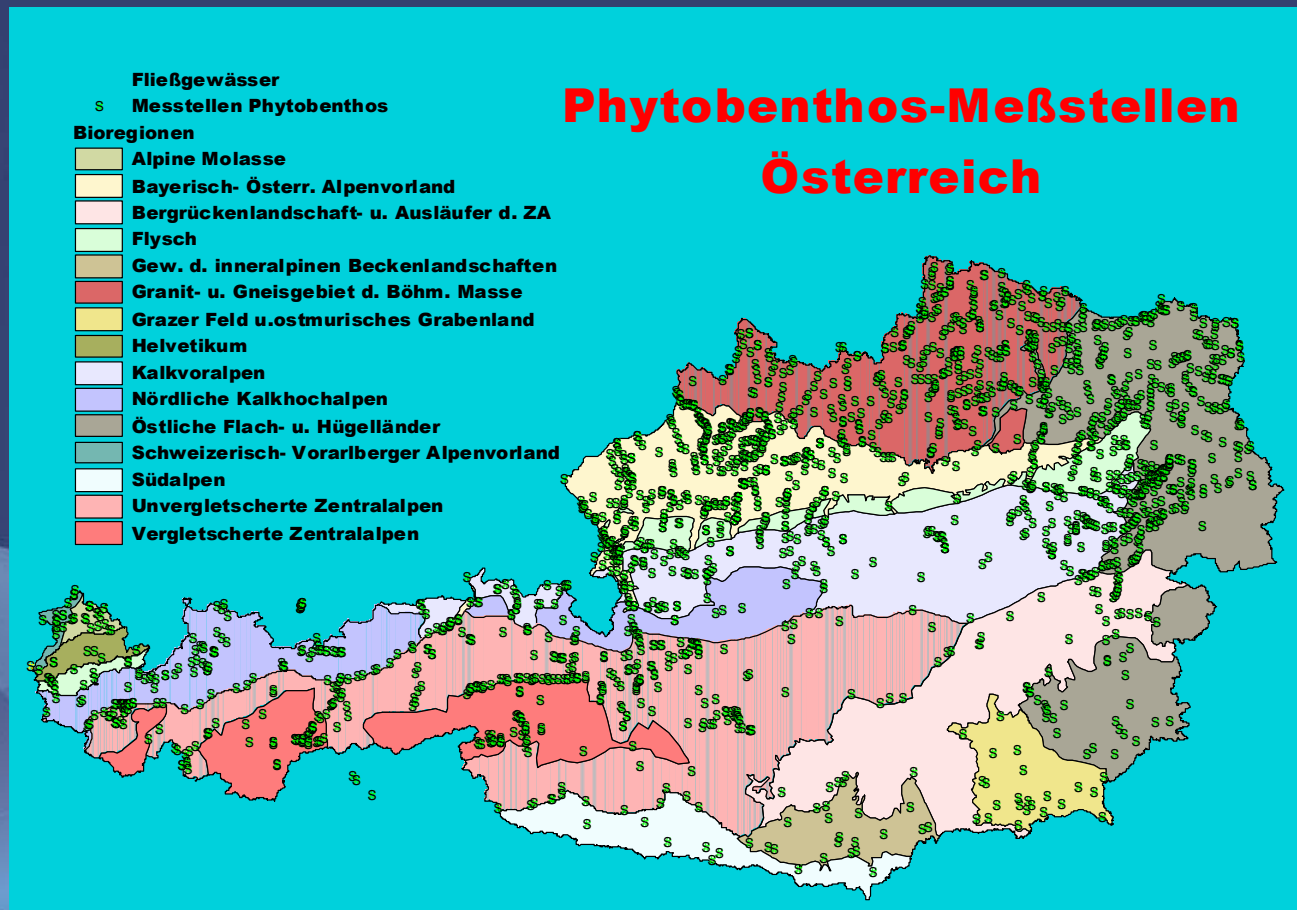 Phytobenthos-Meßstellen
Österreich
Fließgewässer
S Messtellen Phytobenthos
Bioregionen
Alpine Molasse
Bayerisch- Österr. Alpenvorland
Bergrückenlandschaft- u. Ausläufer d. ZA
Flysch
Gew. d. inneralpinen Beckenlandschaften
Granit- u. Gneisgebiet d. Böhm. Masse
Grazer Feld u.ostmurisches Grabenland
Helvetikum
Kalkvoralpen
Nördliche Kalkhochalpen
Östliche Flach- u. Hügelländer
Schweizerisch- Vorarlberger Alpenvorland
Südalpen
Unvergletscherte Zentralalpen
Vergletscherte Zentralalpen